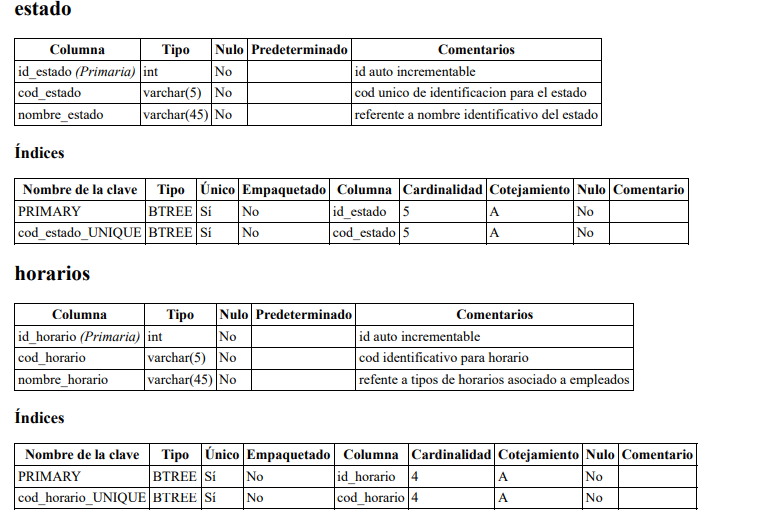 estado
Columna Tipo Nulo Predeterminado Comentarios
id_estado (Primaria) int No id auto incrementable
cod_estado varchar(5) No cod unico de identificacion para el estado
nombre_estado varchar(45) No referente a nombre identificativo del estado
Índices
Nombre de la clave Tipo Único Empaquetado Columna Cardinalidad Cotejamiento Nulo Comentario
PRIMARY BTREE Sí No id_estado 5 A No
cod_estado_UNIQUE BTREE Sí No cod_estado 5 A No
horarios
Columna Tipo Nulo Predeterminado Comentarios
id_horario (Primaria) int No id auto incrementable
cod_horario varchar(5) No cod identificativo para horario
nombre_horario varchar(45) No refente a tipos de horarios asociado a empleados
Índices
Nombre de la clave Tipo Único Empaquetado Columna Cardinalidad Cotejamiento Nulo Comentario
PRIMARY BTREE Sí No id_horario 4 A No
cod_horario_UNIQUE BTREE Sí No cod_horario 4 A No